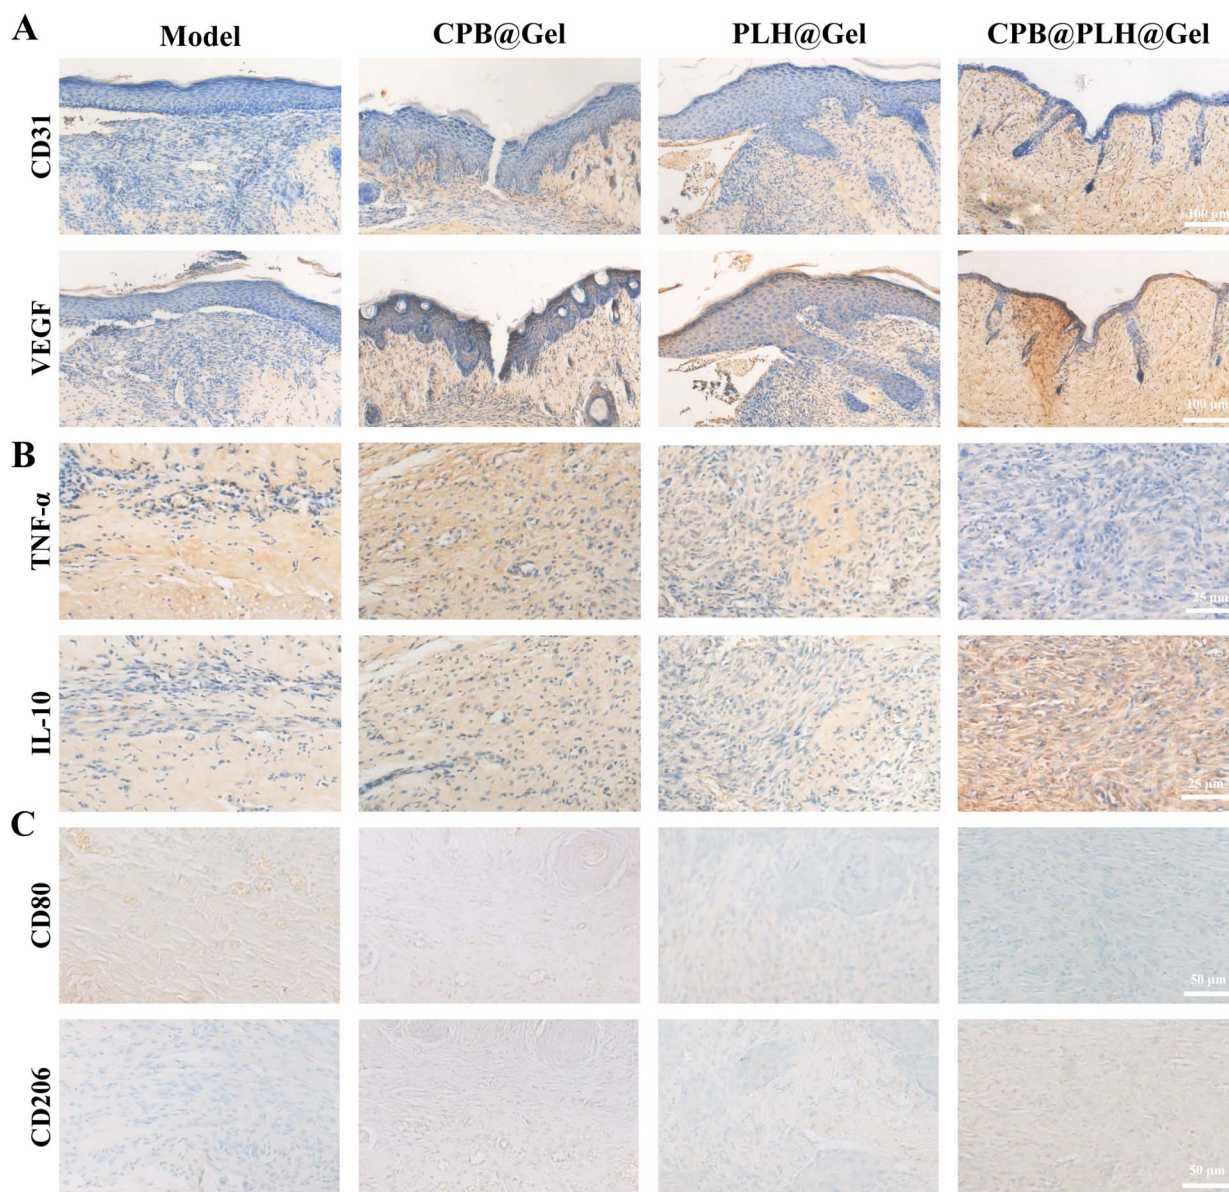 A
Model CPB@Gel PLH@Gel CPB@PLH@Gel
CD31
100 μm
VEGF
100 μm
B
TNF-α
25 μm
IL-10
25 μm
C
CD80
50 μm
CD206
50 μm